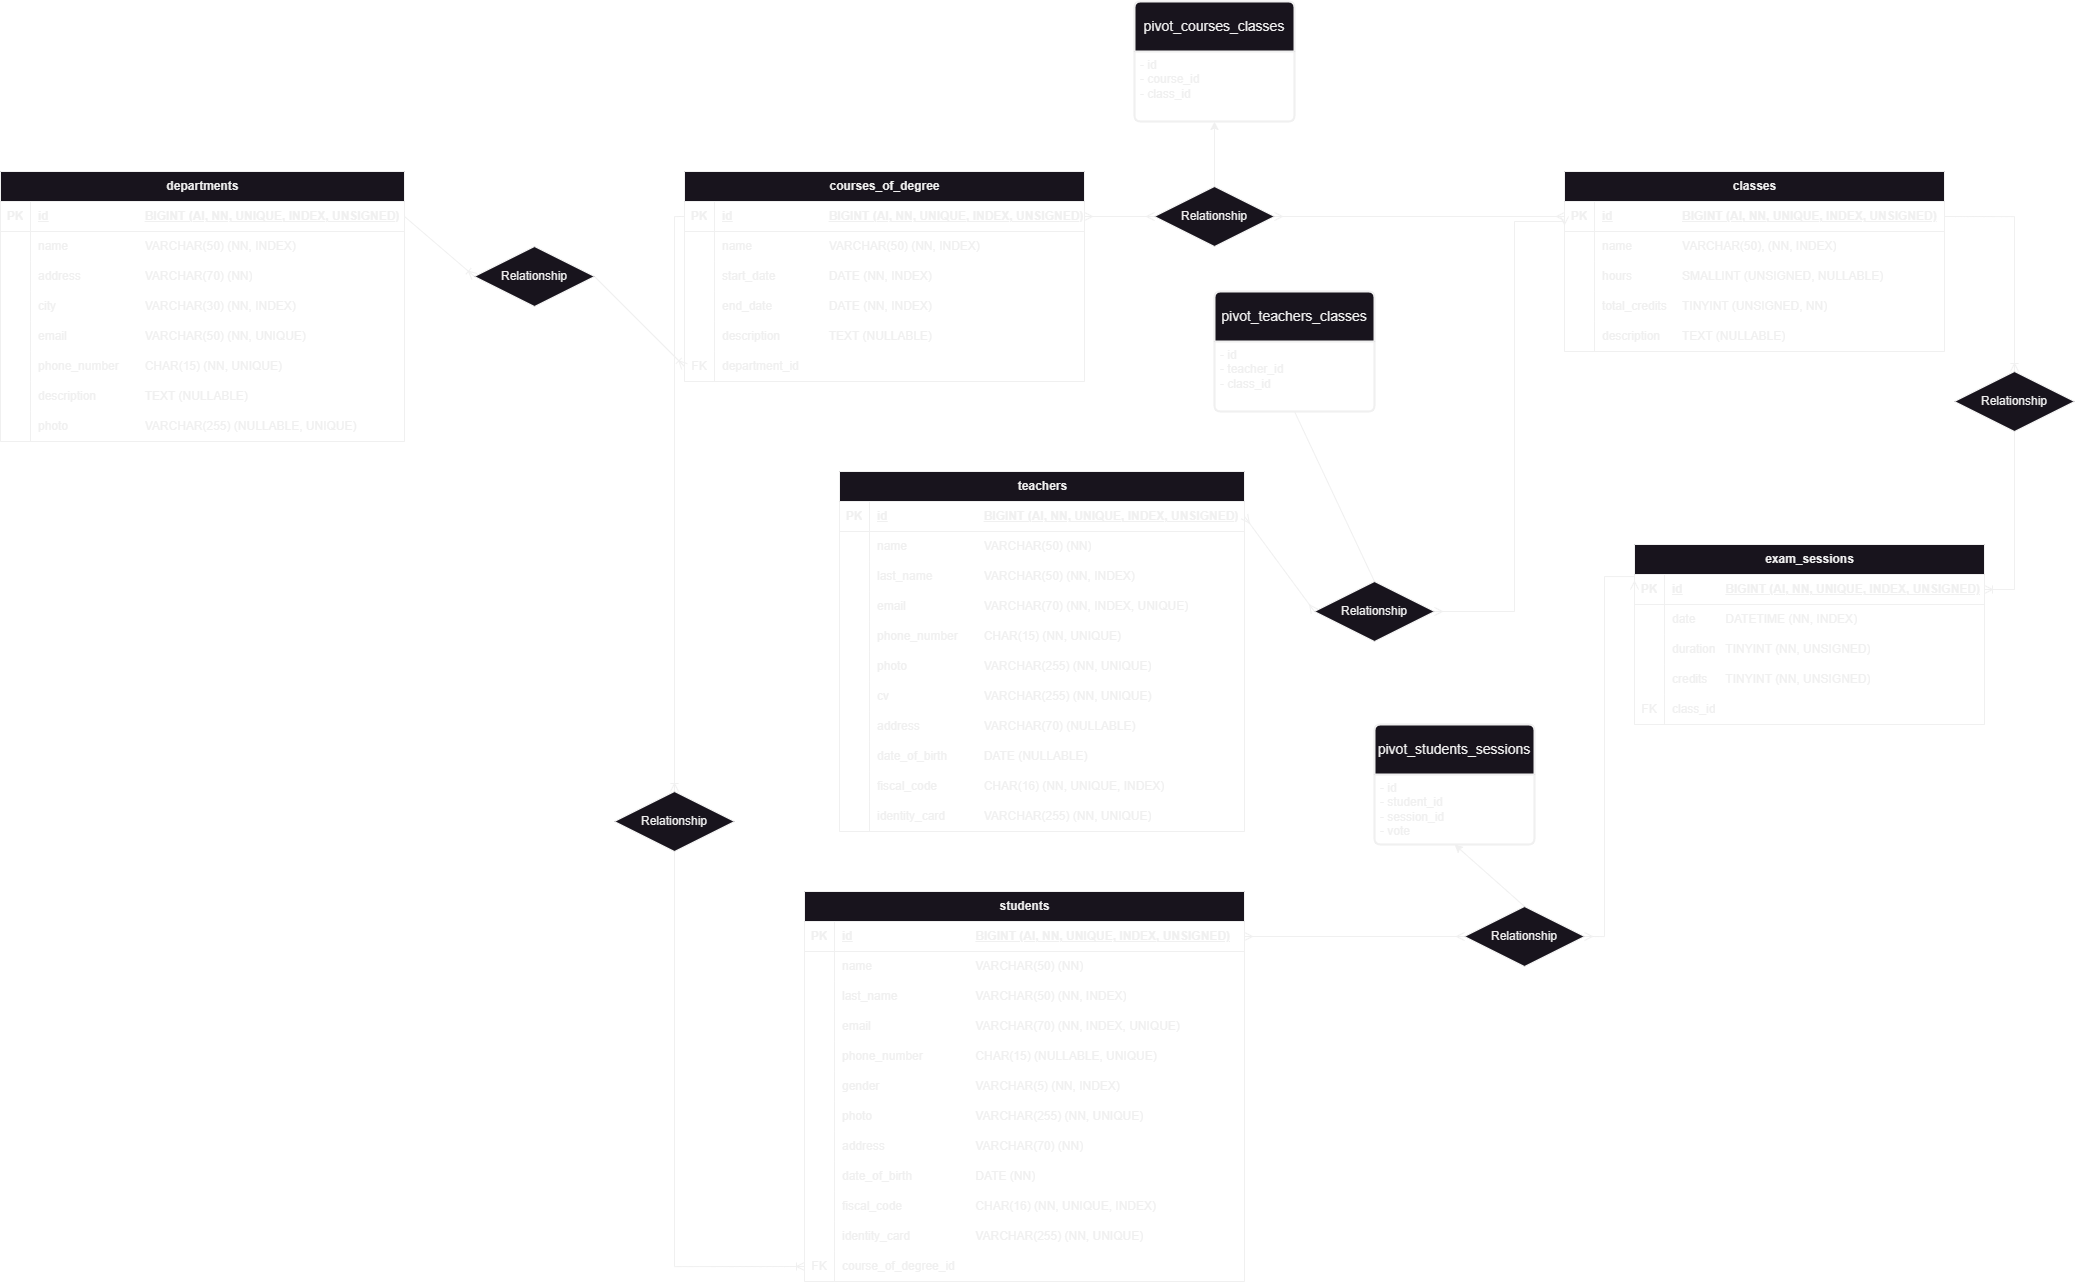 pivot_courses_classes
- id
- course_id
- class_id
departments
PK id BIGINT (AI, NN, UNIQUE, INDEX, UNSIGNED)
name VARCHAR(50) (NN, INDEX)
address VARCHAR(70) (NN)
city VARCHAR(30) (NN, INDEX)
email VARCHAR(50) (NN, UNIQUE)
phone_number CHAR(15) (NN, UNIQUE)
description TEXT (NULLABLE)
photo VARCHAR(255) (NULLABLE, UNIQUE)
Relationship
courses_of_degree
PK id BIGINT (AI, NN, UNIQUE, INDEX, UNSIGNED)
name VARCHAR(50) (NN, INDEX)
start_date DATE (NN, INDEX)
end_date DATE (NN, INDEX)
description TEXT (NULLABLE)
FK department_id
Relationship
classes
PK id BIGINT (AI, NN, UNIQUE, INDEX, UNSIGNED)
name VARCHAR(50), (NN, INDEX)
hours SMALLINT (UNSIGNED, NULLABLE)
total_credits TINYINT (UNSIGNED, NN)
description TEXT (NULLABLE)
pivot_teachers_classes
- id
- teacher_id
- class_id
Relationship
teachers
PK id BIGINT (AI, NN, UNIQUE, INDEX, UNSIGNED)
name VARCHAR(50) (NN)
last_name VARCHAR(50) (NN, INDEX)
email VARCHAR(70) (NN, INDEX, UNIQUE)
phone_number CHAR(15) (NN, UNIQUE)
photo VARCHAR(255) (NN, UNIQUE)
cv VARCHAR(255) (NN, UNIQUE)
address VARCHAR(70) (NULLABLE)
date_of_birth DATE (NULLABLE)
fiscal_code CHAR(16) (NN, UNIQUE, INDEX)
identity_card VARCHAR(255) (NN, UNIQUE)
Relationship
exam_sessions
PK id BIGINT (AI, NN, UNIQUE, INDEX, UNSIGNED)
date DATETIME (NN, INDEX)
duration TINYINT (NN, UNSIGNED)
credits TINYINT (NN, UNSIGNED)
FK class_id
pivot_students_sessions
- id
- student_id
- session_id
- vote
Relationship
students
PK id BIGINT (AI, NN, UNIQUE, INDEX, UNSIGNED)
name VARCHAR(50) (NN)
last_name VARCHAR(50) (NN, INDEX)
email VARCHAR(70) (NN, INDEX, UNIQUE)
phone_number CHAR(15) (NULLABLE, UNIQUE)
gender VARCHAR(5) (NN, INDEX)
photo VARCHAR(255) (NN, UNIQUE)
address VARCHAR(70) (NN)
date_of_birth DATE (NN)
fiscal_code CHAR(16) (NN, UNIQUE, INDEX)
identity_card VARCHAR(255) (NN, UNIQUE)
FK course_of_degree_id
Relationship